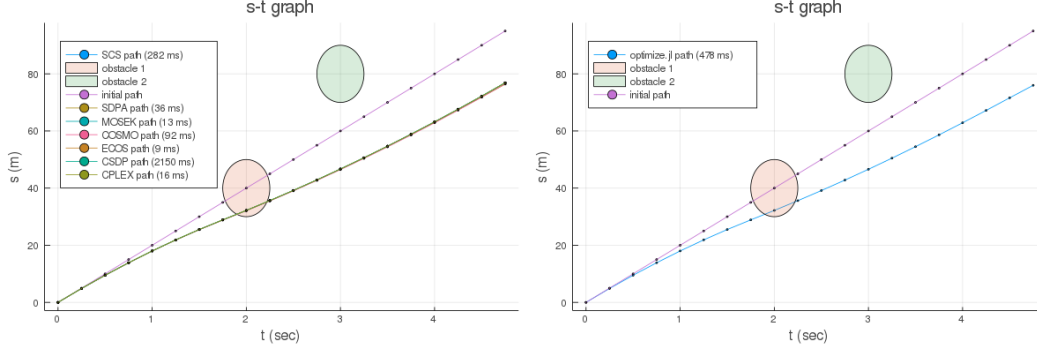 s-t graph
SCS path (282 ms)
obstacle 1
obstacle 2
initial path
SDPA path (36 ms)
MOSEK path (13 ms)
COSMO path (92 ms)
ECOS path (9 ms)
CSDP path (2150 ms)
CPLEX path (16 ms)
s (m)
80
60
40
20
0
0 1 2 3 4
t (sec)
s-t graph
optimize.jl path (478 ms)
obstacle 1
obstacle 2
initial path
s (m)
80
60
40
20
0
0 1 2 3 4
t (sec)